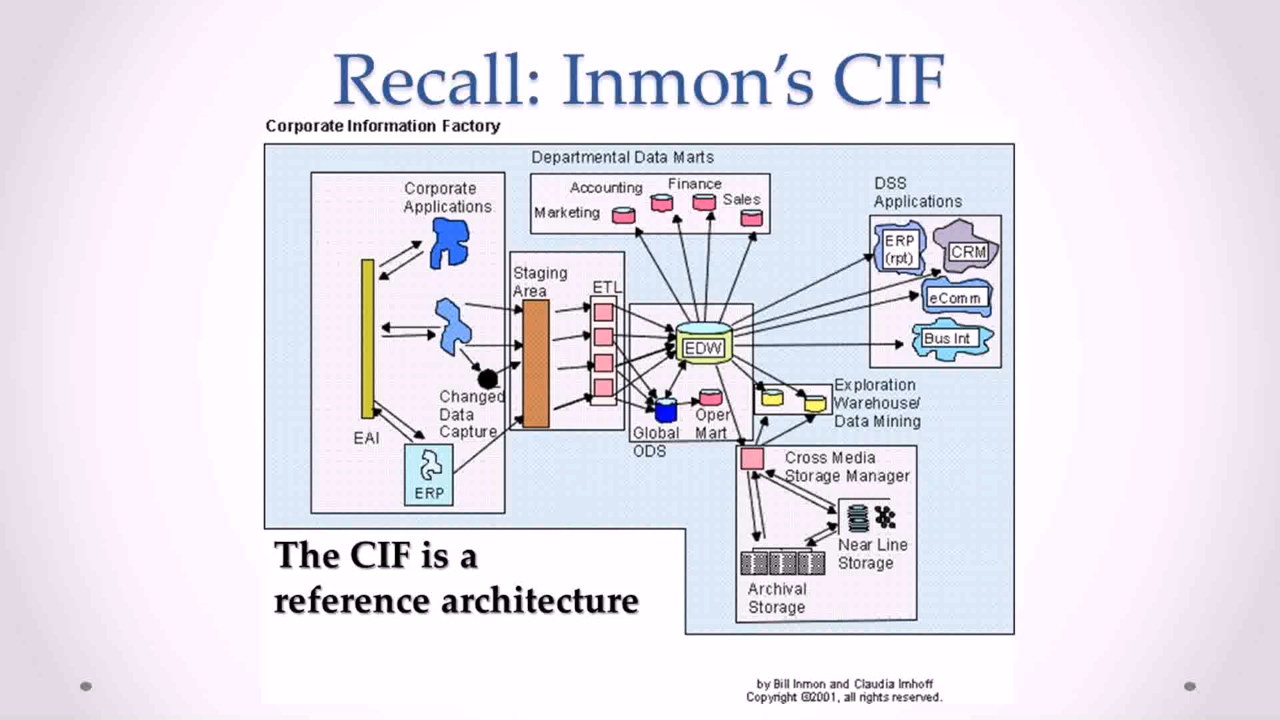 Recall: Inmon's CIF
Corporate Information Factory
Departmental Data Marts
Accounting
Finance
Marketing
Sales
Corporate
Applications
DSS
Applications
ERP
(rpt)
CRM
eComm
Bus Int
Staging
Area
ETL
EDW
Changed
Data
Capture
EAI
ERP
Global
ODS
Oper
Mart
Exploration
Warehouse/
Data Mining
Cross Media
Storage Manager
Near Line
Storage
Archival
Storage
The CIF is a
reference architecture
by Bill Inmon and Claudia Imhoff
Copyright ©2001, all rights reserved.